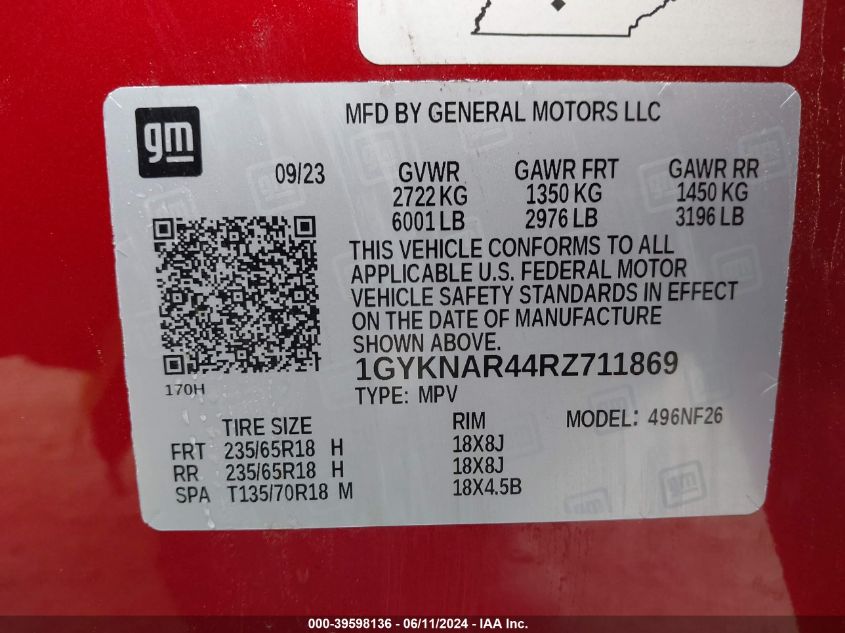 gm
MFD BY GENERAL MOTORS LLC
09/23 GVWR GAWR FRT GAWR RR
2722 KG 1350 KG 1450 KG
6001 LB 2976 LB 3196 LB
THIS VEHICLE CONFORMS TO ALL
APPLICABLE U.S. FEDERAL MOTOR
VEHICLE SAFETY STANDARDS IN EFFECT
ON THE DATE OF MANUFACTURE
SHOWN ABOVE.
1GYKNAR44RZ711869
170H
TYPE: MPV
TIRE SIZE RIM MODEL: 496NF26
FRT 235/65R18 H 18X8J
RR 235/65R18 H 18X8J
SPA T135/70R18 M 18X4.5B
gm
000-39598136 - 06/11/2024 - IAA Inc.